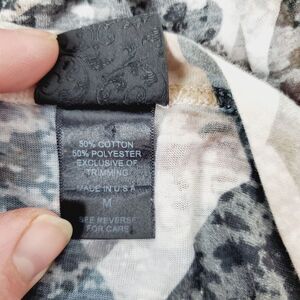 50% COTTON
50% POLYESTER
EXCLUSIVE OF
TRIMMING
MADE IN U S A
M
SEE REVERSE
FOR CARE